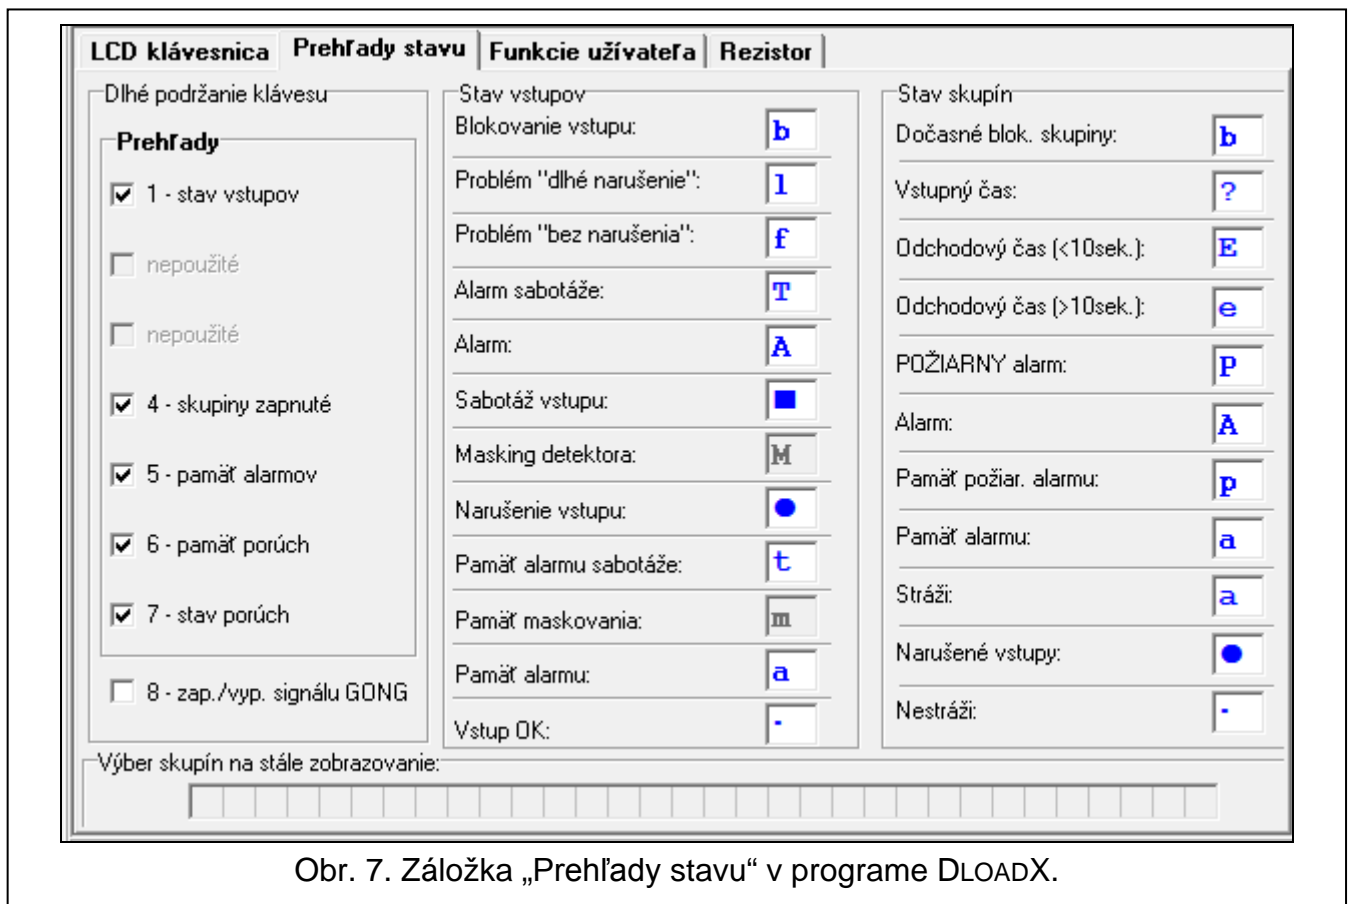 LCD klávesnica Prehľady stavu Funkcie užívateľa Rezistor
Dlhé podržanie klávesu
Prehľady
1 - stav vstupov
nepoužité
nepoužité
4 - skupiny zapnuté
5 - pamäť alarmov
6 - pamäť porúch
7 - stav porúch
8 - zap./vyp. signálu GONG
Stav vstupov
Blokovanie vstupu: b
Problém "dlhé narušenie": l
Problém "bez narušenia": f
Alarm sabotáže: T
Alarm: A
Sabotáž vstupu: ■
Masking detektora: M
Narušenie vstupu: ●
Pamäť alarmu sabotáže: t
Pamäť maskovania: m
Pamäť alarmu: a
Vstup OK: ·
Stav skupín
Dočasné blok. skupiny: b
Vstupný čas: ?
Odchodový čas (<10sek.): E
Odchodový čas (>10sek.): e
POŽIARNY alarm: P
Alarm: A
Pamäť požiar. alarmu: p
Pamäť alarmu: a
Stráži: a
Narušené vstupy: ●
Nestráži: ·
Výber skupín na stále zobrazovanie:
Obr. 7. Záložka „Prehľady stavu“ v programe DLOADX.